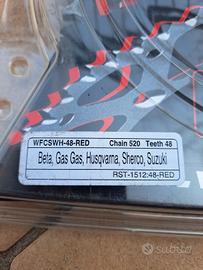 WFCSWH-48-RED Chain 520 Teeth 48
Beta, Gas Gas, Husqvarna, Sherco, Suzuki
RST-1512:48-RED
subito